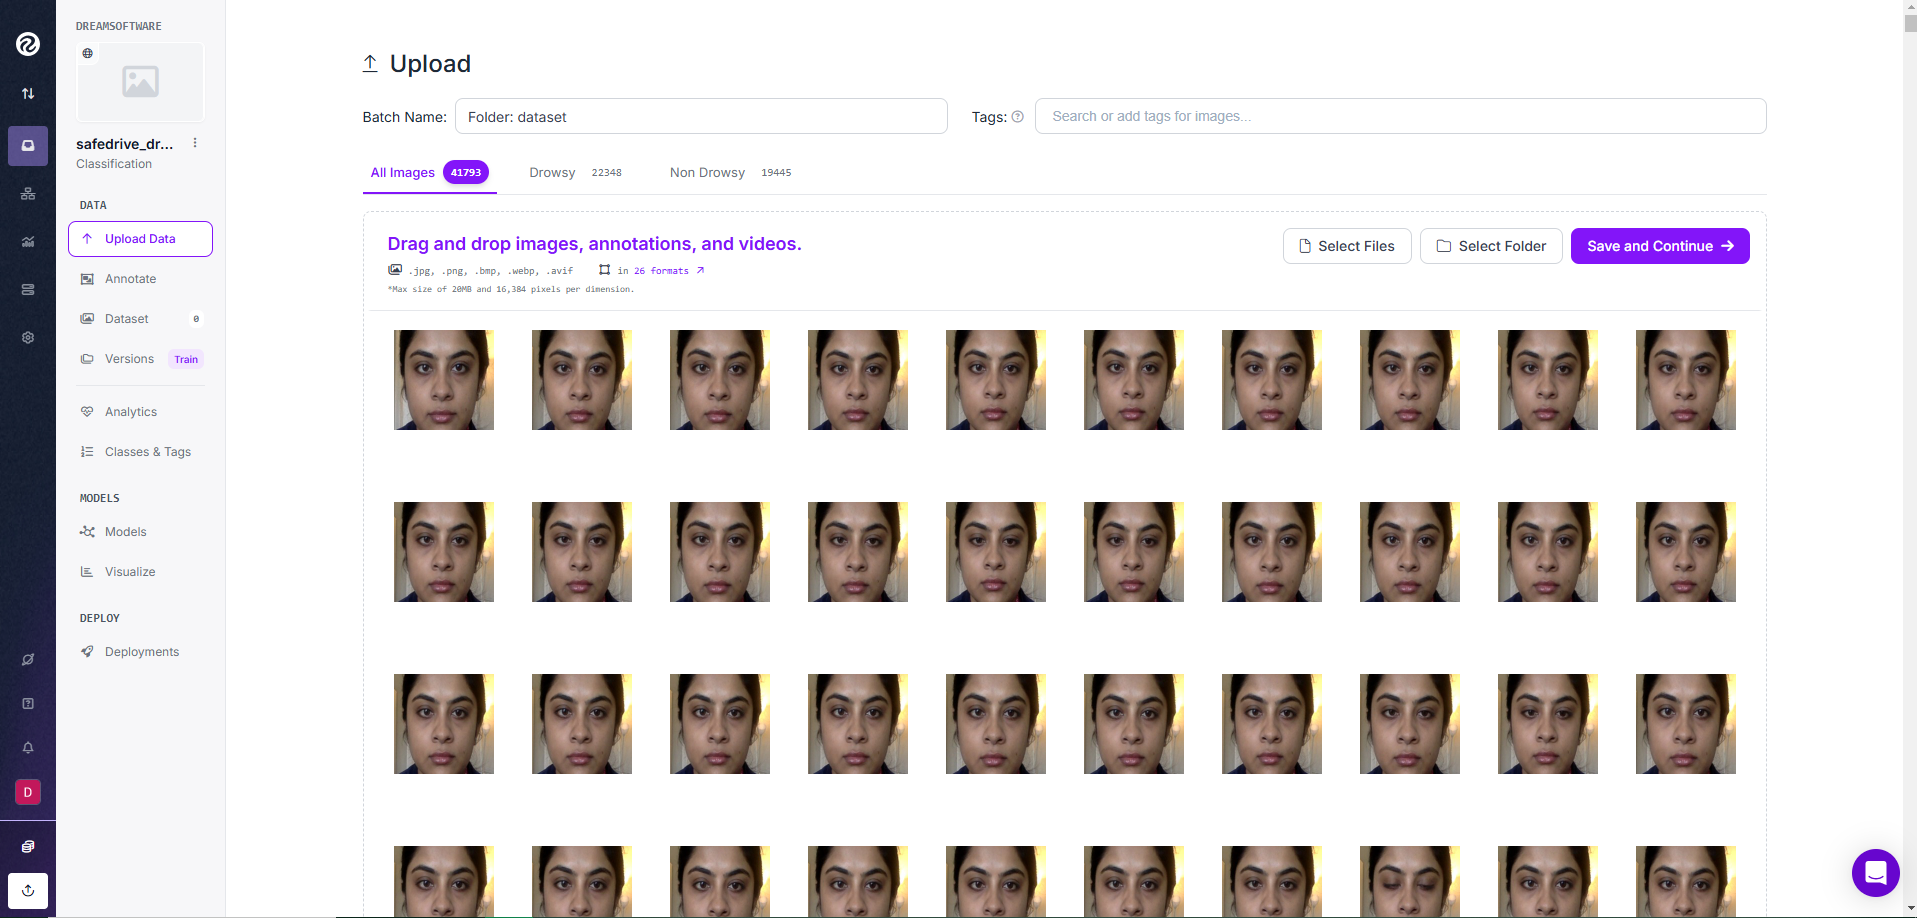 DREAMSOFTWARE
safedrive_dr...
Classification
DATA
Upload Data
Annotate
Dataset 0
Versions Train
Analytics
Classes & Tags
MODELS
Models
Visualize
DEPLOY
Deployments
D
Upload
Batch Name: Folder: dataset Tags: Search or add tags for images...
All Images 41793 Drowsy 22348 Non Drowsy 19445
Drag and drop images, annotations, and videos.
.jpg, .png, .bmp, .webp, .avif in 26 formats
*Max size of 20MB and 16,384 pixels per dimension.
Select Files Select Folder Save and Continue